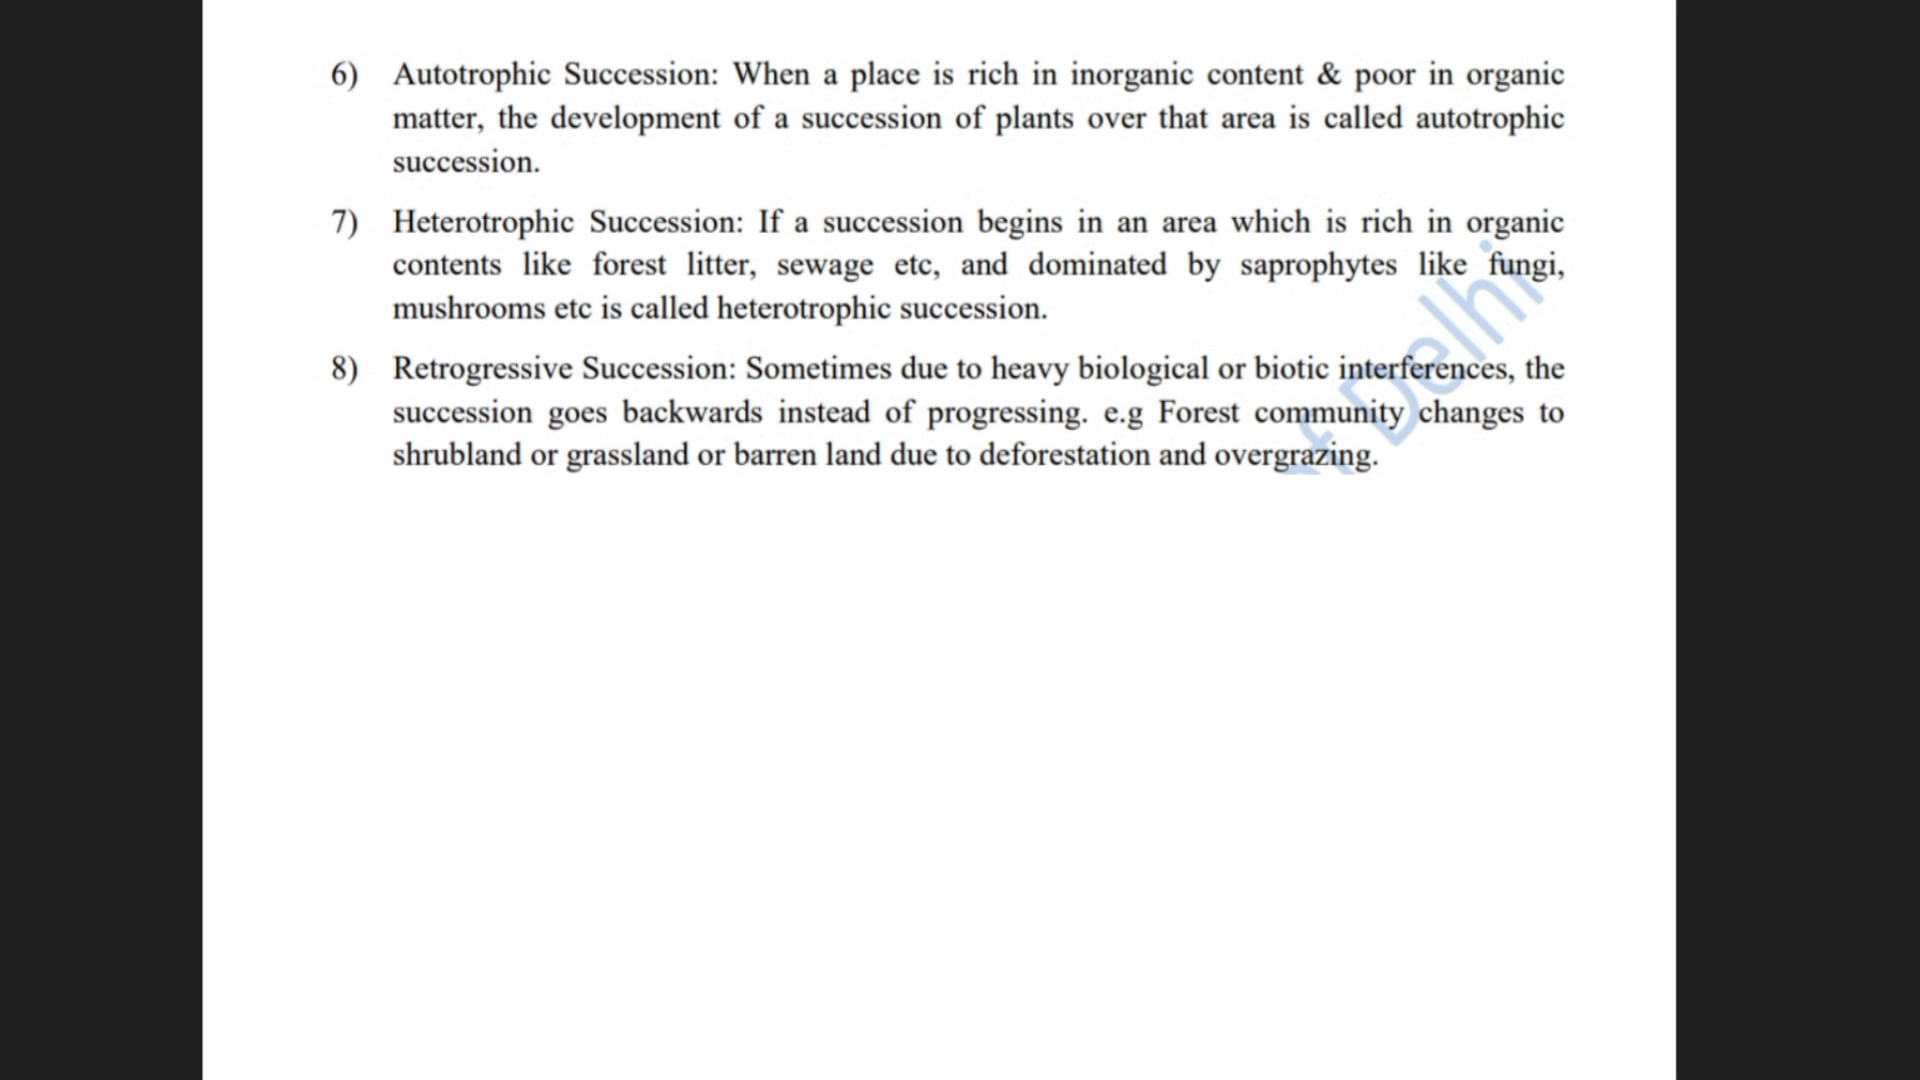 6) Autotrophic Succession: When a place is rich in inorganic content & poor in organic
matter, the development of a succession of plants over that area is called autotrophic
succession.
7) Heterotrophic Succession: If a succession begins in an area which is rich in organic
contents like forest litter, sewage etc, and dominated by saprophytes like fungi,
mushrooms etc is called heterotrophic succession.
8) Retrogressive Succession: Sometimes due to heavy biological or biotic interferences, the
succession goes backwards instead of progressing. e.g Forest community changes to
shrubland or grassland or barren land due to deforestation and overgrazing.
f Delhi